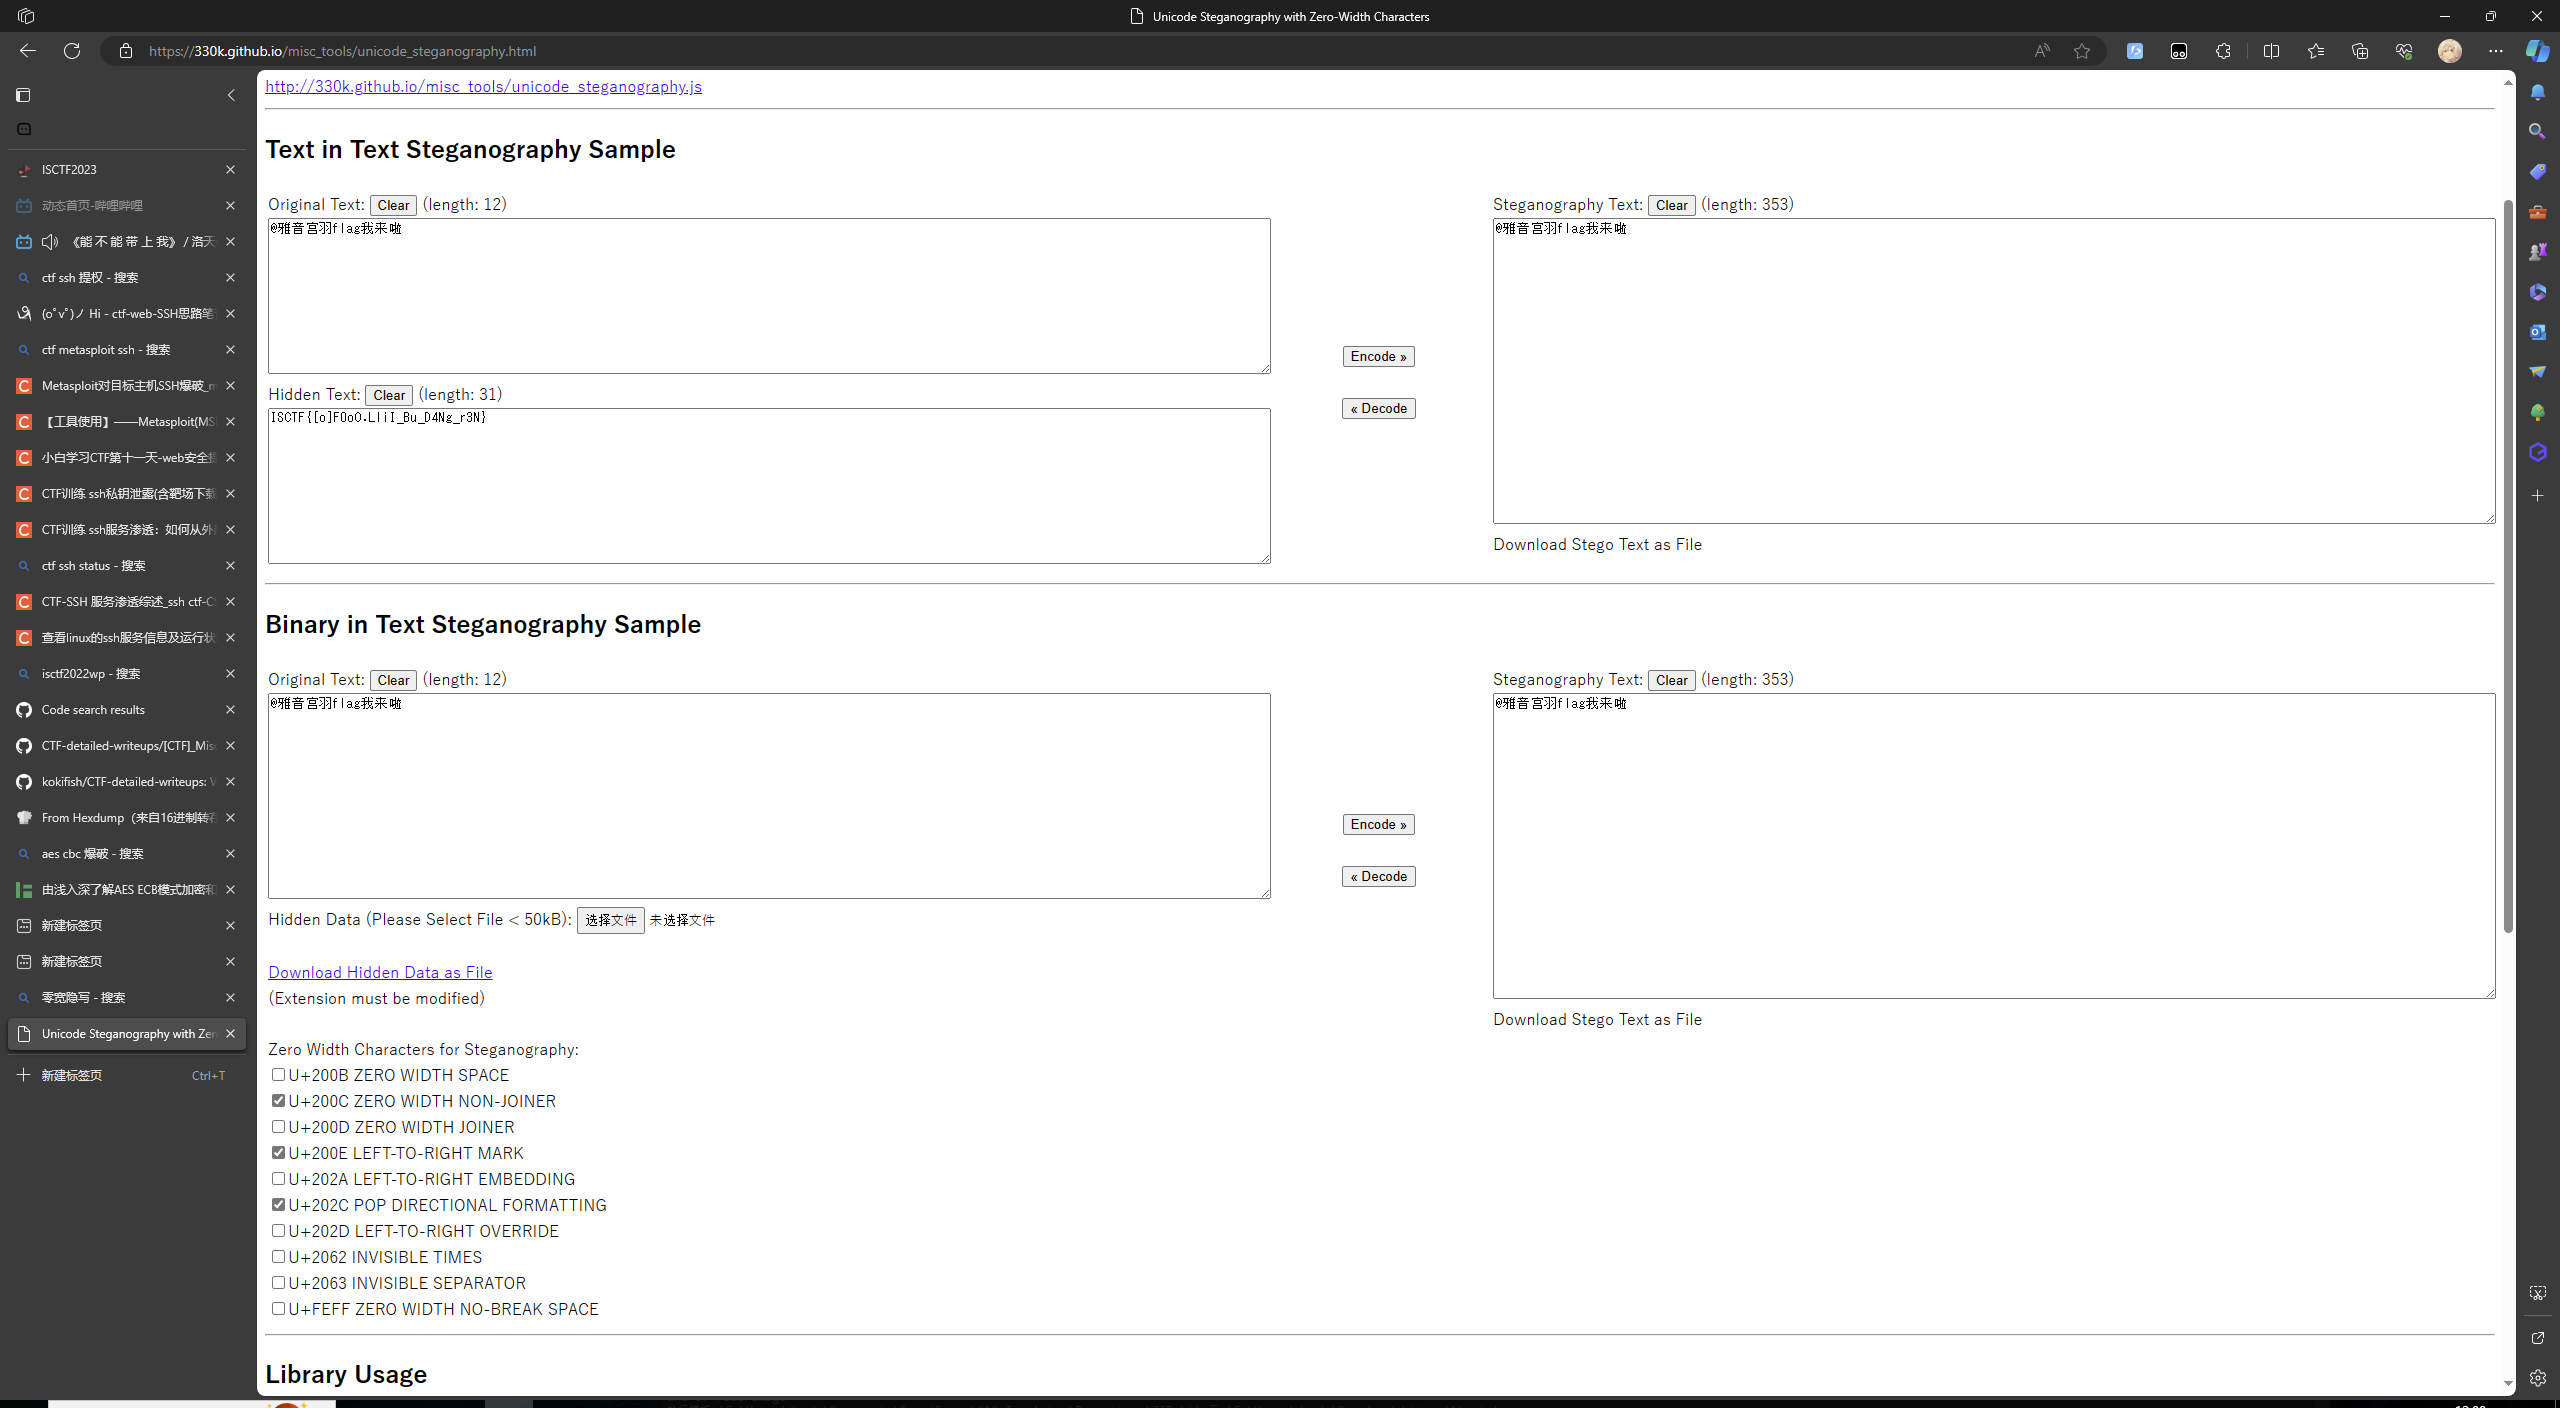 Unicode Steganography with Zero-Width Characters
https://330k.github.io/misc_tools/unicode_steganography.html
ISCTF2023
动态首页-哔哩哔哩
《能 不 能 带 上 我》 / 洛天
ctf ssh 提权 - 搜索
(o°v°)ノ Hi - ctf-web-SSH思路笔
ctf metasploit ssh - 搜索
Metasploit对目标主机SSH爆破_m
【工具使用】——Metasploit(MS
小白学习CTF第十一天-web安全提
CTF训练 ssh私钥泄露(含靶场下载
CTF训练 ssh服务渗透：如何从外
ctf ssh status - 搜索
CTF-SSH 服务渗透综述_ssh ctf-CS
查看linux的ssh服务信息及运行状
isctf2022wp - 搜索
Code search results
CTF-detailed-writeups/[CTF]_Misc
kokifish/CTF-detailed-writeups: W
From Hexdump（来自16进制转存
aes cbc 爆破 - 搜索
由浅入深了解AES ECB模式加密和
新建标签页
新建标签页
零宽隐写 - 搜索
Unicode Steganography with Zer
新建标签页 Ctrl+T
http://330k.github.io/misc_tools/unicode_steganography.js
Text in Text Steganography Sample
Original Text: Clear (length: 12)
@雅音宫羽flag我来啦
Hidden Text: Clear (length: 31)
Encode »
« Decode
Steganography Text: Clear (length: 353)
@雅音宫羽flag我来啦
Download Stego Text as File
Binary in Text Steganography Sample
Original Text: Clear (length: 12)
@雅音宫羽flag我来啦
Encode »
« Decode
Steganography Text: Clear (length: 353)
@雅音宫羽flag我来啦
Download Stego Text as File
Hidden Data (Please Select File < 50kB): 选择文件 未选择文件
Download Hidden Data as File
(Extension must be modified)
Zero Width Characters for Steganography:
U+200B ZERO WIDTH SPACE
U+200C ZERO WIDTH NON-JOINER
U+200D ZERO WIDTH JOINER
U+200E LEFT-TO-RIGHT MARK
U+202A LEFT-TO-RIGHT EMBEDDING
U+202C POP DIRECTIONAL FORMATTING
U+202D LEFT-TO-RIGHT OVERRIDE
U+2062 INVISIBLE TIMES
U+2063 INVISIBLE SEPARATOR
U+FEFF ZERO WIDTH NO-BREAK SPACE
Library Usage